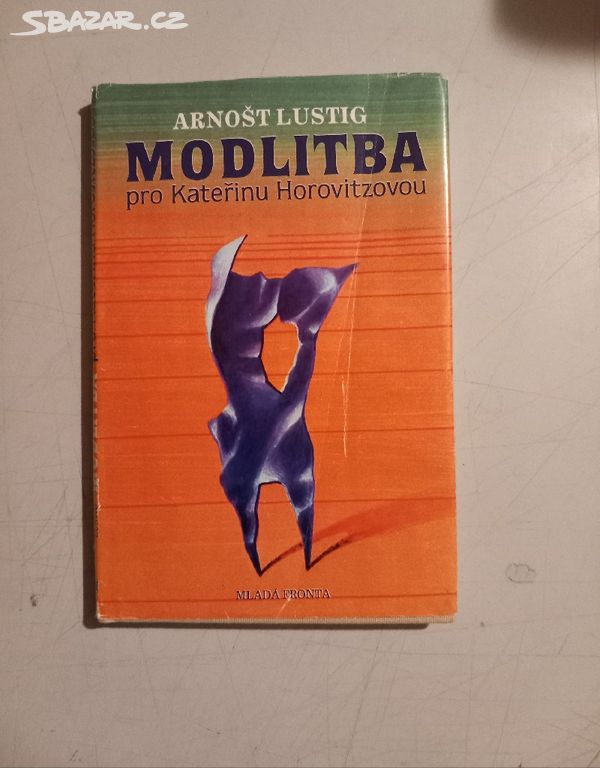 SBAZAR.CZ
ARNOŠT LUSTIG
MODLITBA
pro Kateřinu Horovitzovou
MLADÁ FRONTA